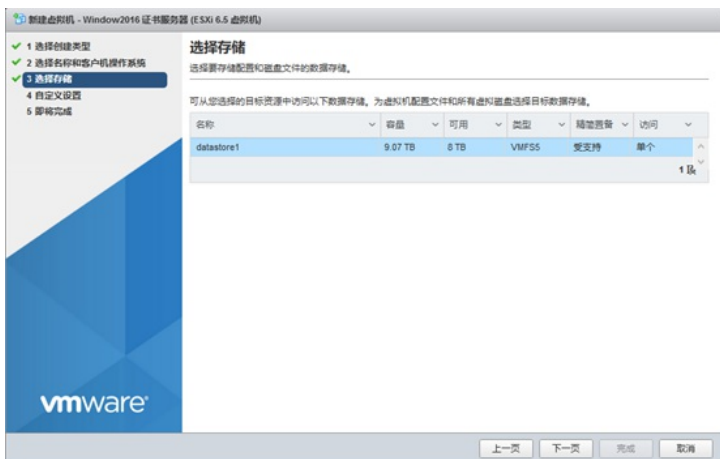 新建虚拟机 - Window2016 证书服务器 (ESXi 6.5 虚拟机)
1 选择创建类型
2 选择名称和客户机操作系统
3 选择存储
4 自定义设置
5 即将完成
选择存储
选择要存储配置和磁盘文件的数据存储。
可从您选择的目标资源中访问以下数据存储。为虚拟机配置文件和所有虚拟磁盘选择目标数据存储。
名称 容量 可用 类型 精简置备 访问
datastore1 9.07 TB 8 TB VMFS5 受支持 单个
1 项
vmware
上一页 下一页 完成 取消